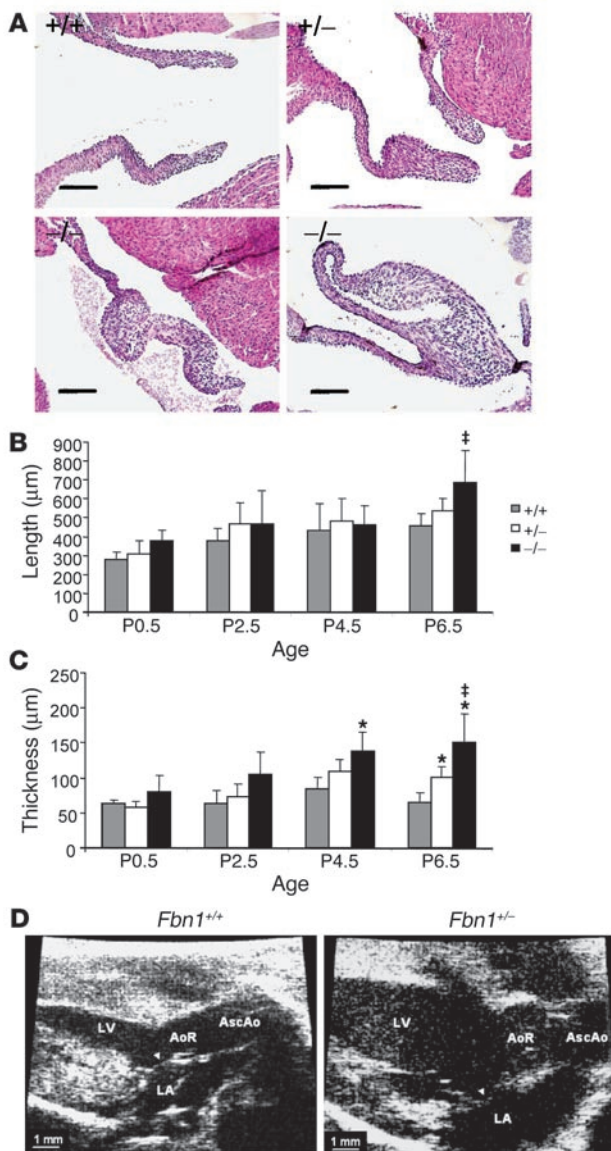 A
+/+
+/−
−/−
−/−
B
‡
900
800
700
600
500
400
300
200
100
0
Length (μm)
+/+
+/−
−/−
P0.5 P2.5 P4.5 P6.5
Age
C
250
200
150
100
50
0
Thickness (μm)
*
*
‡
*
P0.5 P2.5 P4.5 P6.5
Age
D
Fbn1+/+
Fbn1+/−
LV
AoR
AscAo
LA
1 mm
LV
AoR
AscAo
LA
1 mm